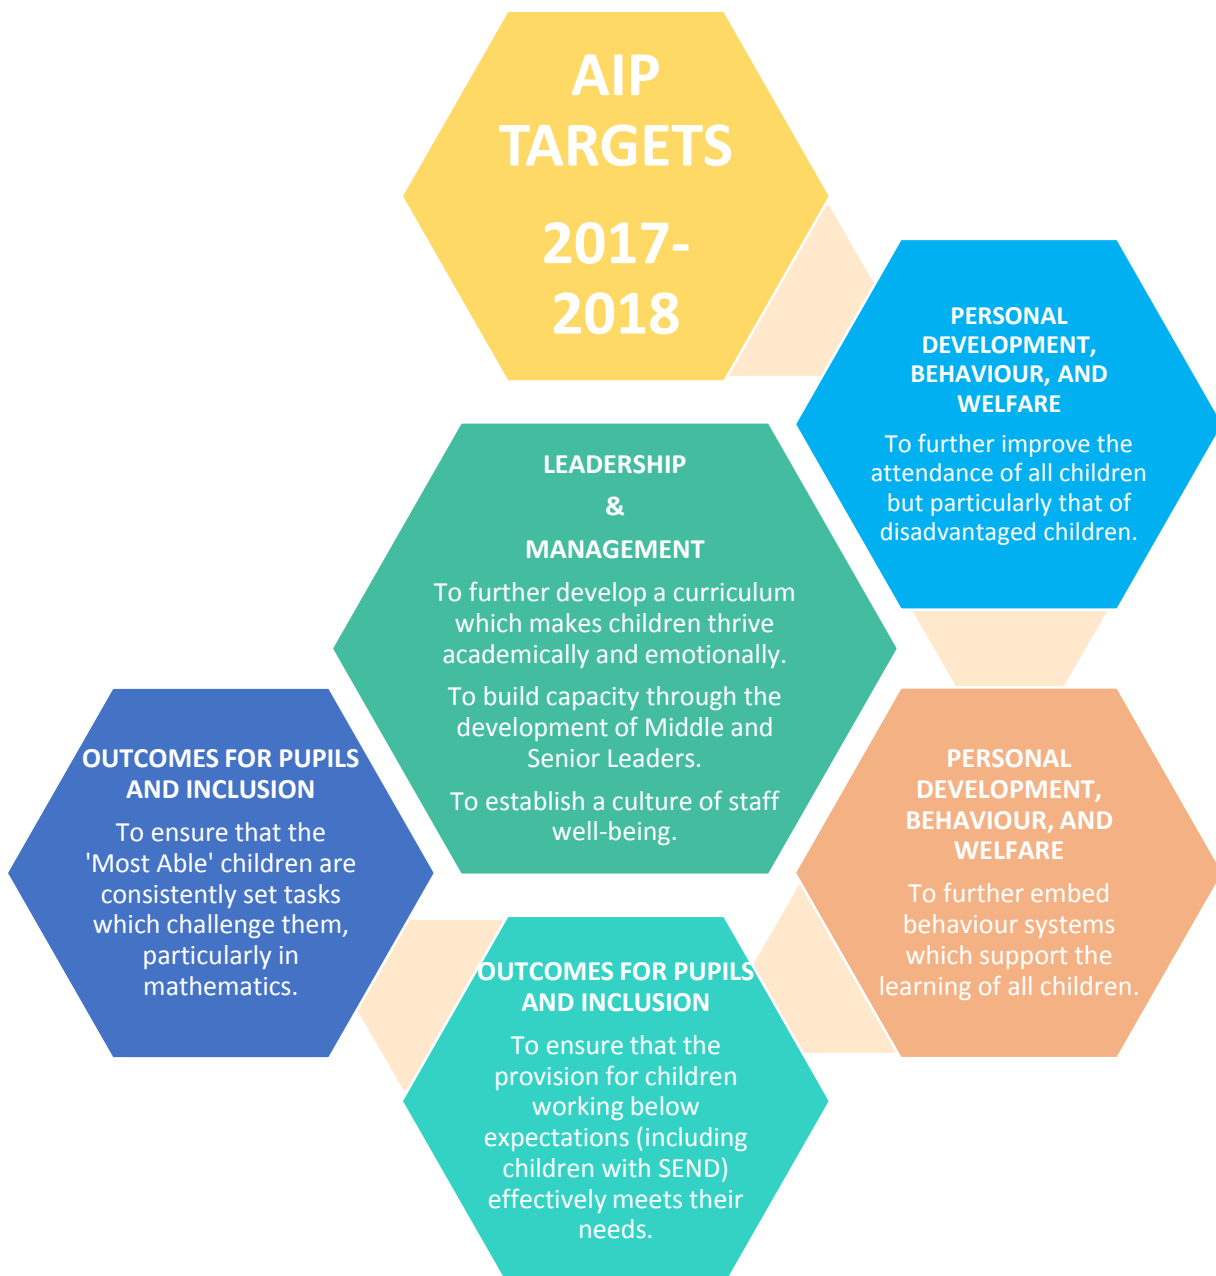 AIP
TARGETS
2017-
2018
PERSONAL
DEVELOPMENT,
BEHAVIOUR, AND
WELFARE
To further improve the
attendance of all children
but particularly that of
disadvantaged children.
LEADERSHIP
&
MANAGEMENT
To further develop a curriculum
which makes children thrive
academically and emotionally.
To build capacity through the
development of Middle and
Senior Leaders.
To establish a culture of staff
well-being.
PERSONAL
DEVELOPMENT,
BEHAVIOUR, AND
WELFARE
To further embed
behaviour systems
which support the
learning of all children.
OUTCOMES FOR PUPILS
AND INCLUSION
To ensure that the
'Most Able' children are
consistently set tasks
which challenge them,
particularly in
mathematics.
OUTCOMES FOR PUPILS
AND INCLUSION
To ensure that the
provision for children
working below
expectations (including
children with SEND)
effectively meets their
needs.